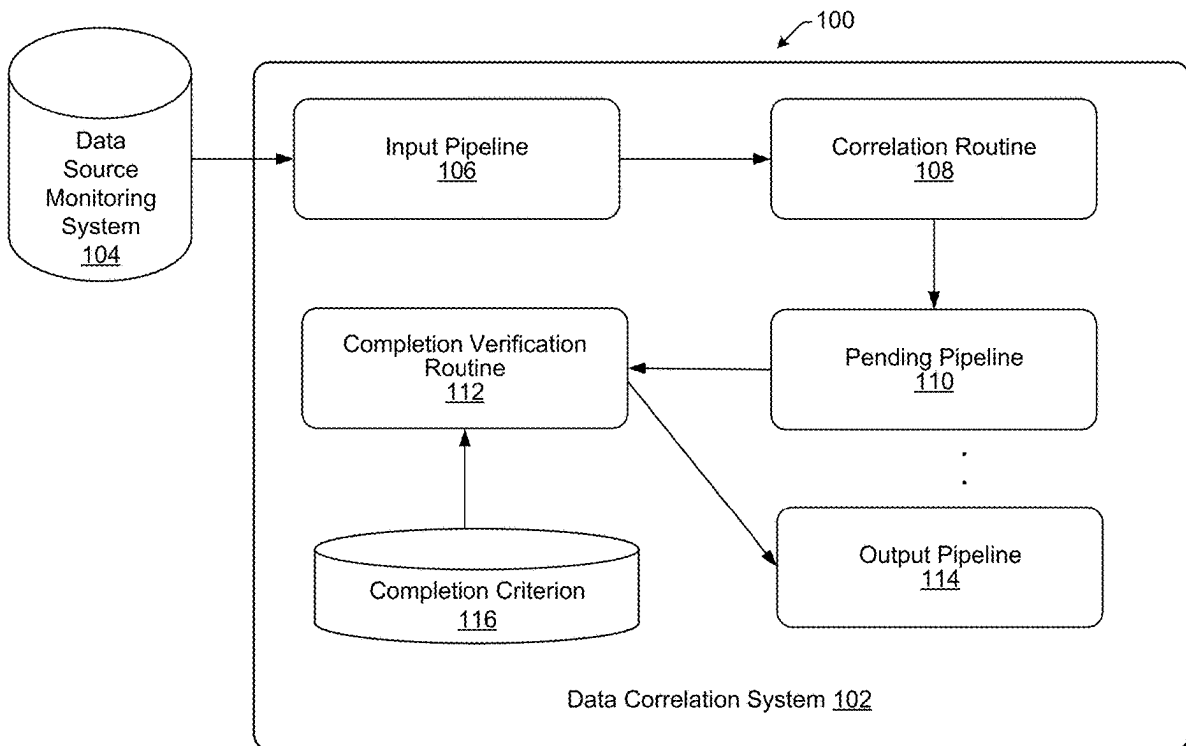 100
Data
Source
Monitoring
System
104
Input Pipeline
106
Correlation Routine
108
Completion Verification
Routine
112
Pending Pipeline
110
Completion Criterion
116
Output Pipeline
114
Data Correlation System 102